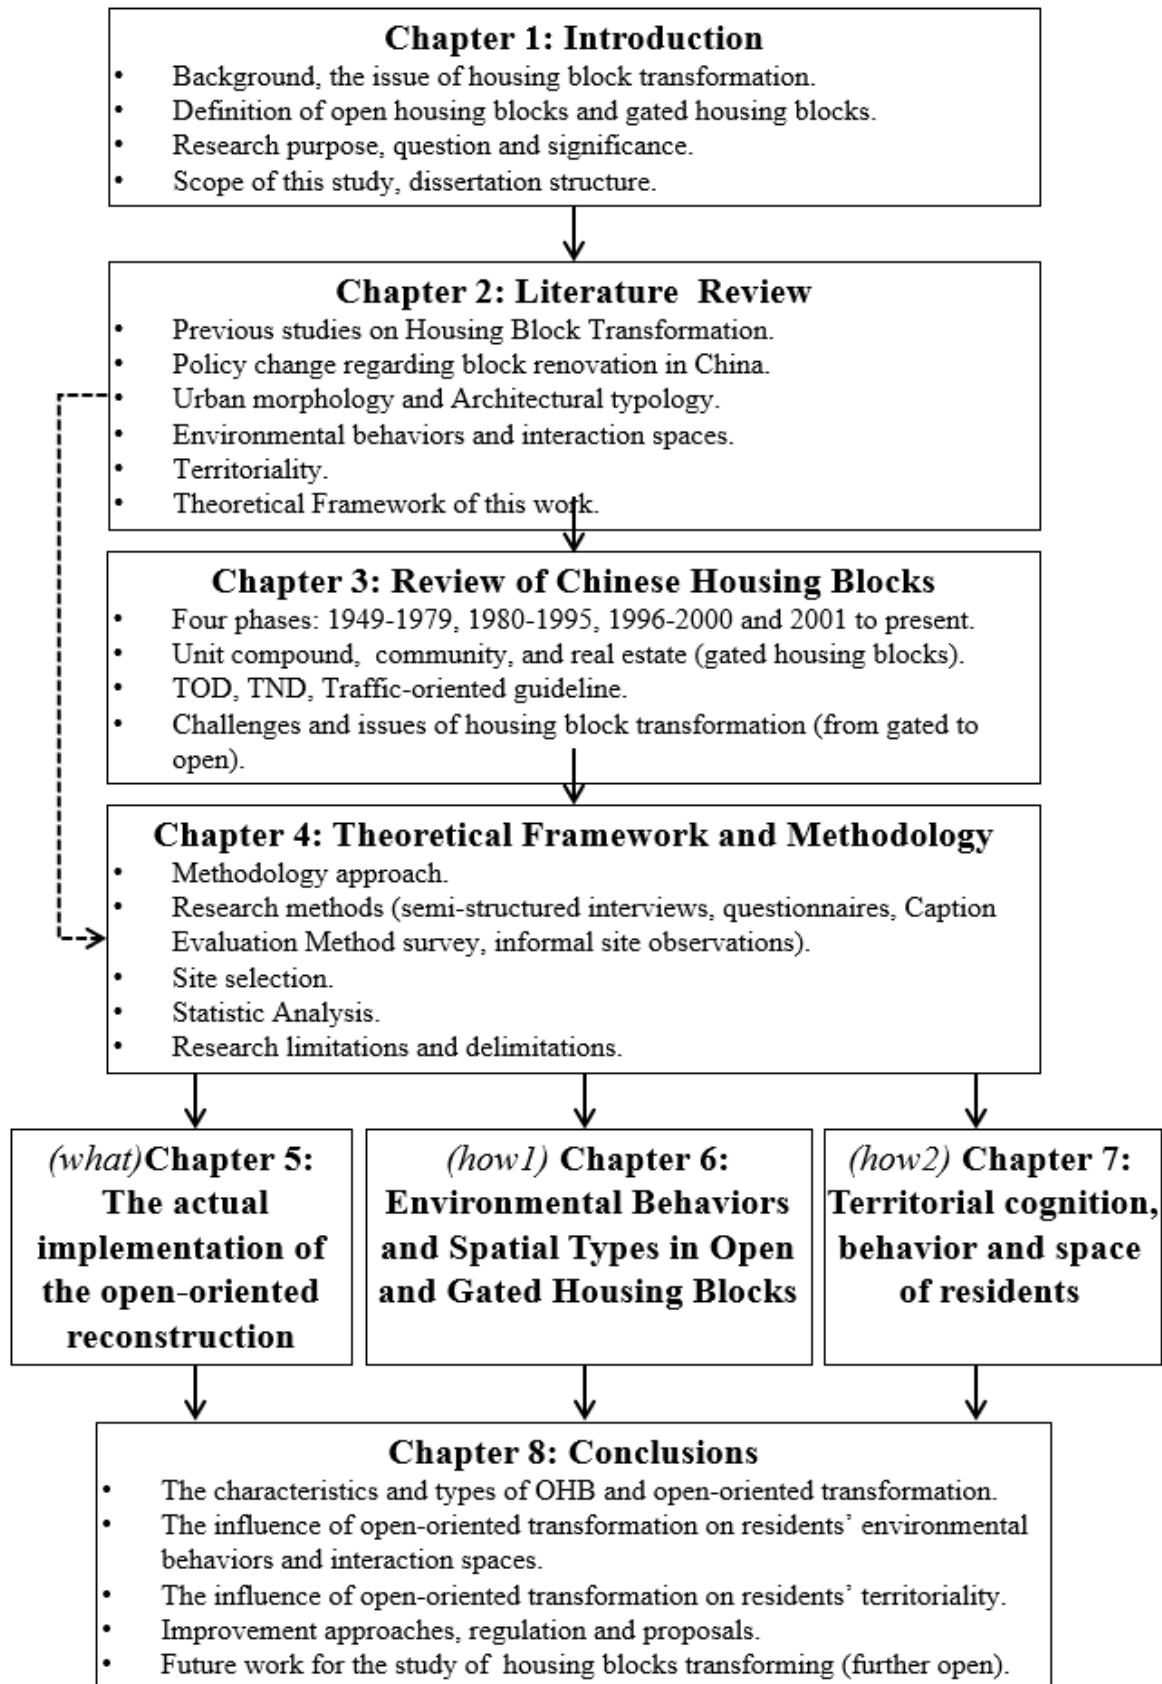 Chapter 1: Introduction
• Background, the issue of housing block transformation.
• Definition of open housing blocks and gated housing blocks.
• Research purpose, question and significance.
• Scope of this study, dissertation structure.
Chapter 2: Literature Review
• Previous studies on Housing Block Transformation.
• Policy change regarding block renovation in China.
• Urban morphology and Architectural typology.
• Environmental behaviors and interaction spaces.
• Territoriality.
• Theoretical Framework of this work.
Chapter 3: Review of Chinese Housing Blocks
• Four phases: 1949-1979, 1980-1995, 1996-2000 and 2001 to present.
• Unit compound, community, and real estate (gated housing blocks).
• TOD, TND, Traffic-oriented guideline.
• Challenges and issues of housing block transformation (from gated to
open).
Chapter 4: Theoretical Framework and Methodology
• Methodology approach.
• Research methods (semi-structured interviews, questionnaires, Caption
Evaluation Method survey, informal site observations).
• Site selection.
• Statistic Analysis.
• Research limitations and delimitations.
(what)Chapter 5:
The actual
implementation of
the open-oriented
reconstruction
(how1) Chapter 6:
Environmental Behaviors
and Spatial Types in Open
and Gated Housing Blocks
(how2) Chapter 7:
Territorial cognition,
behavior and space
of residents
Chapter 8: Conclusions
• The characteristics and types of OHB and open-oriented transformation.
• The influence of open-oriented transformation on residents’ environmental
behaviors and interaction spaces.
• The influence of open-oriented transformation on residents’ territoriality.
• Improvement approaches, regulation and proposals.
• Future work for the study of housing blocks transforming (further open).